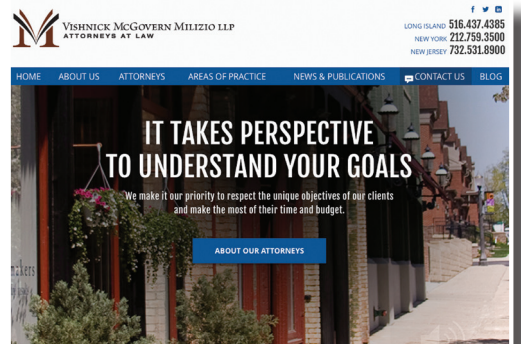 VISHNICK MCGOVERN MILIZIO LLP
ATTORNEYS AT LAW
LONG ISLAND 516.437.4385
NEW YORK 212.759.3500
NEW JERSEY 732.531.8900
HOME ABOUT US ATTORNEYS AREAS OF PRACTICE NEWS & PUBLICATIONS CONTACT US BLOG
IT TAKES PERSPECTIVE
TO UNDERSTAND YOUR GOALS
We make it our priority to respect the unique objectives of our clients
and make the most of their time and budget.
ABOUT OUR ATTORNEYS